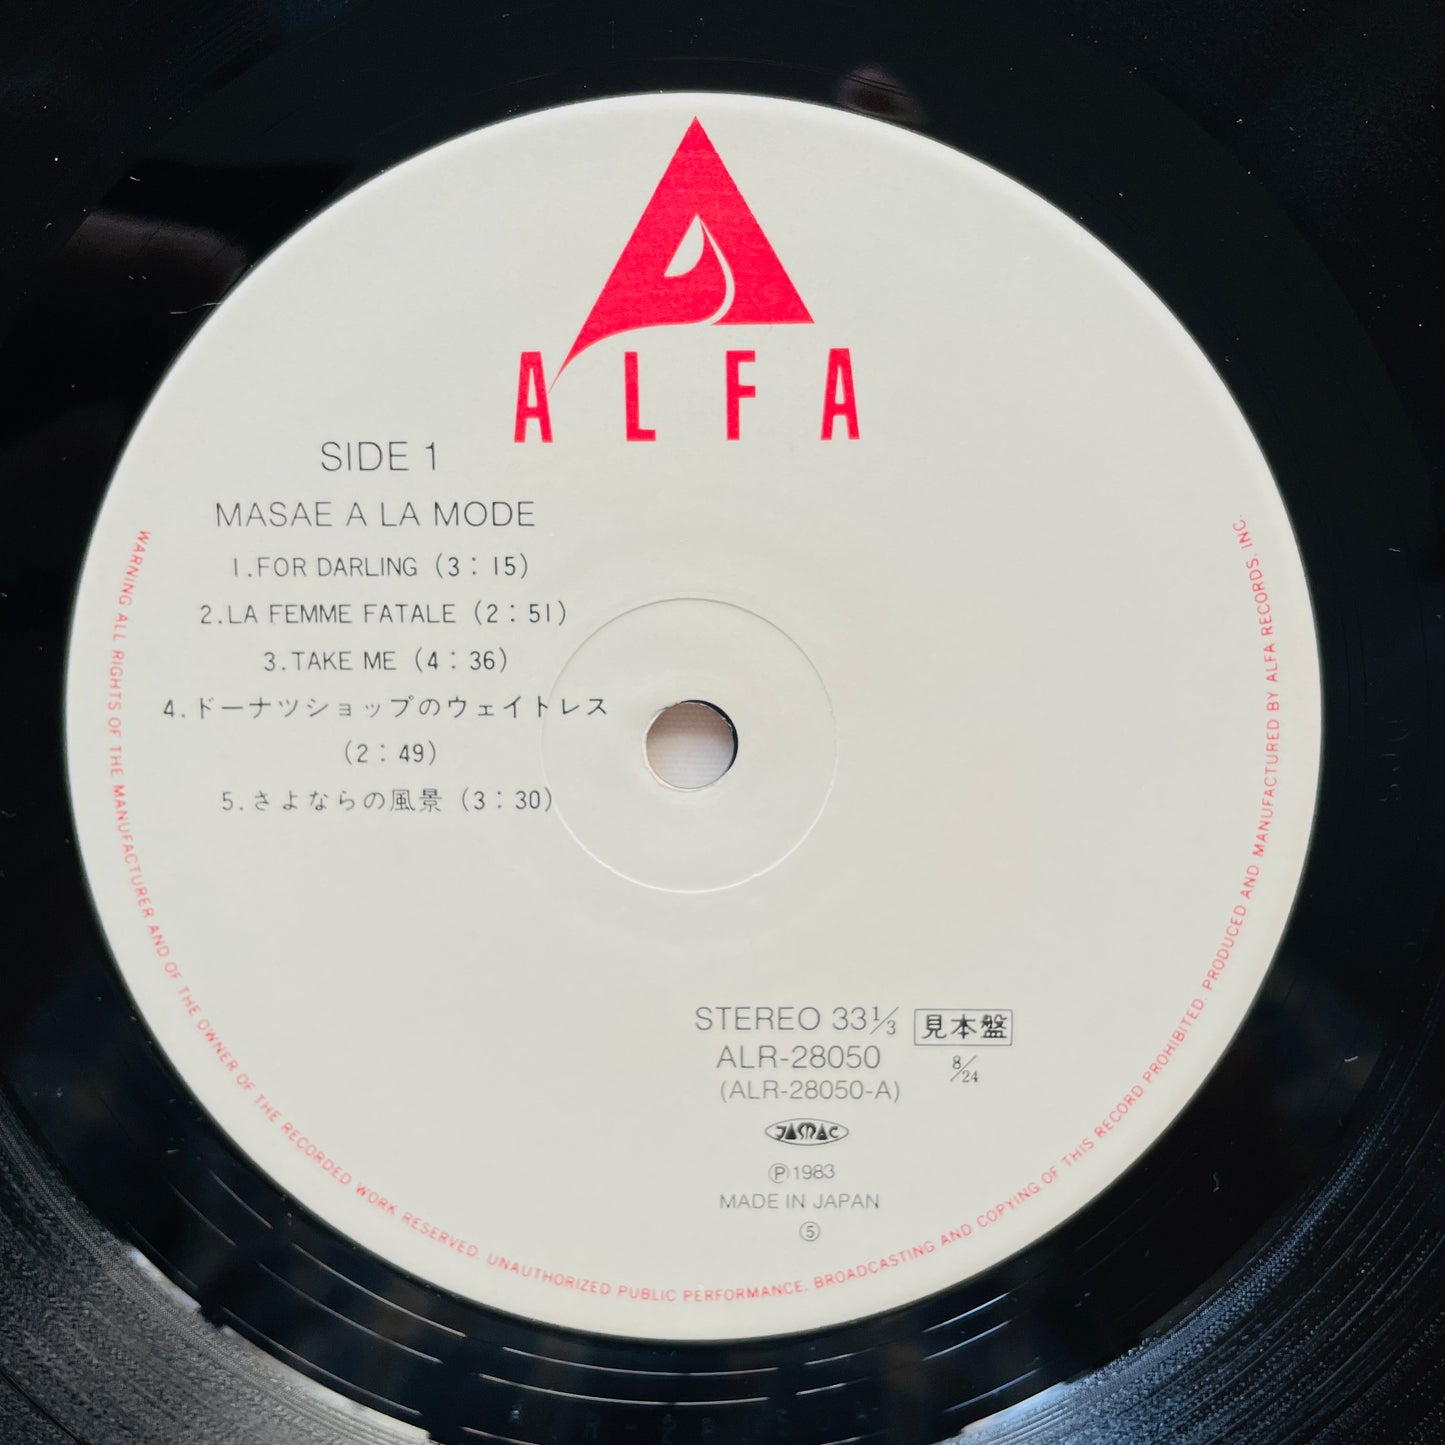 ALFA
SIDE 1
MASAE A LA MODE
1.FOR DARLING (3:15)
2.LA FEMME FATALE (2:51)
3.TAKE ME (4:36)
4.ドーナツショップのウェイトレス
(2:49)
5.さよならの風景 (3:30)
STEREO 33⅓ 見本盤
ALR-28050 8/24
(ALR-28050-A)
JASRAC
Ⓟ1983
MADE IN JAPAN
⑤
WARNING ALL RIGHTS OF THE MANUFACTURER AND OF THE OWNER OF THE RECORDED WORK RESERVED. UNAUTHORIZED PUBLIC PERFORMANCE. BROADCASTING AND COPYING OF THIS RECORD PROHIBITED. PRODUCED AND MANUFACTURED BY ALFA RECORDS, INC.